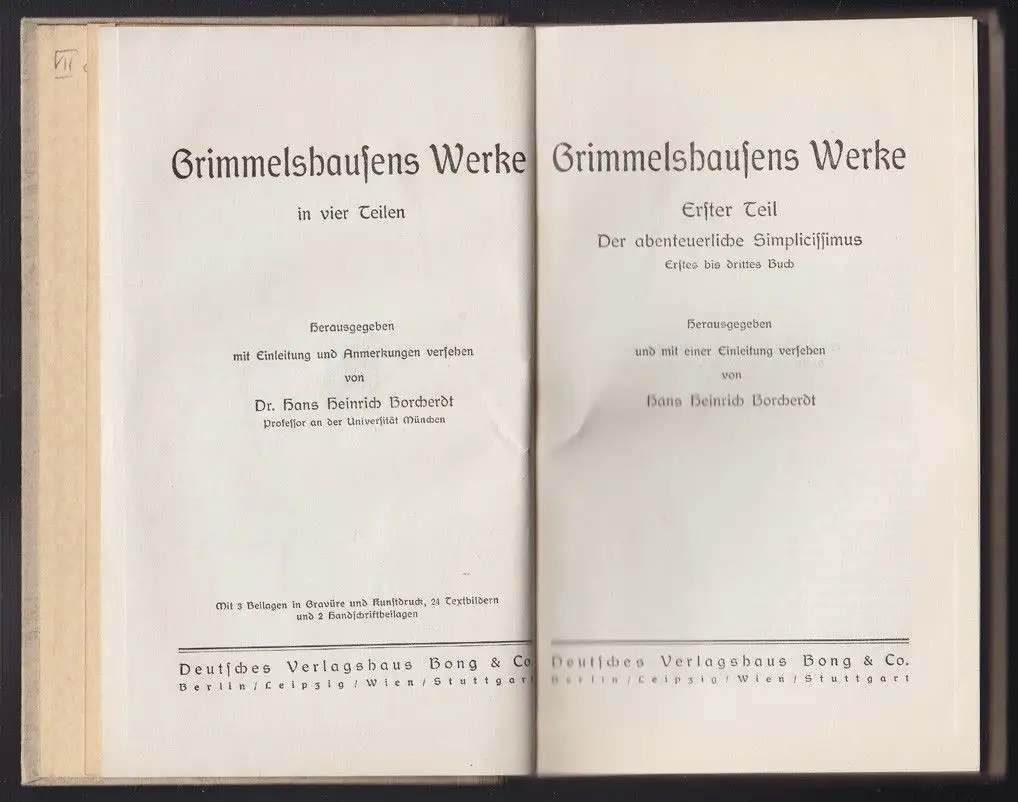 VII
Grimmelshauſens Werke
in vier Teilen
Herausgegeben
mit Einleitung und Anmerkungen verſehen
von
Dr. Hans Heinrich Borcherdt
Profeſſor an der Univerſität München
Mit 3 Beilagen in Gravüre und Kunſtdruck, 24 Textbildern
und 2 Handſchriftbeilagen
Deutſches Verlagshaus Bong & Co.
Berlin / Leipzig / Wien / Stuttgart
Grimmelshauſens Werke
Erſter Teil
Der abenteuerliche Simpliciſſimus
Erſtes bis drittes Buch
Herausgegeben
und mit einer Einleitung verſehen
von
Hans Heinrich Borcherdt
Deutſches Verlagshaus Bong & Co.
Berlin / Leipzig / Wien / Stuttgart